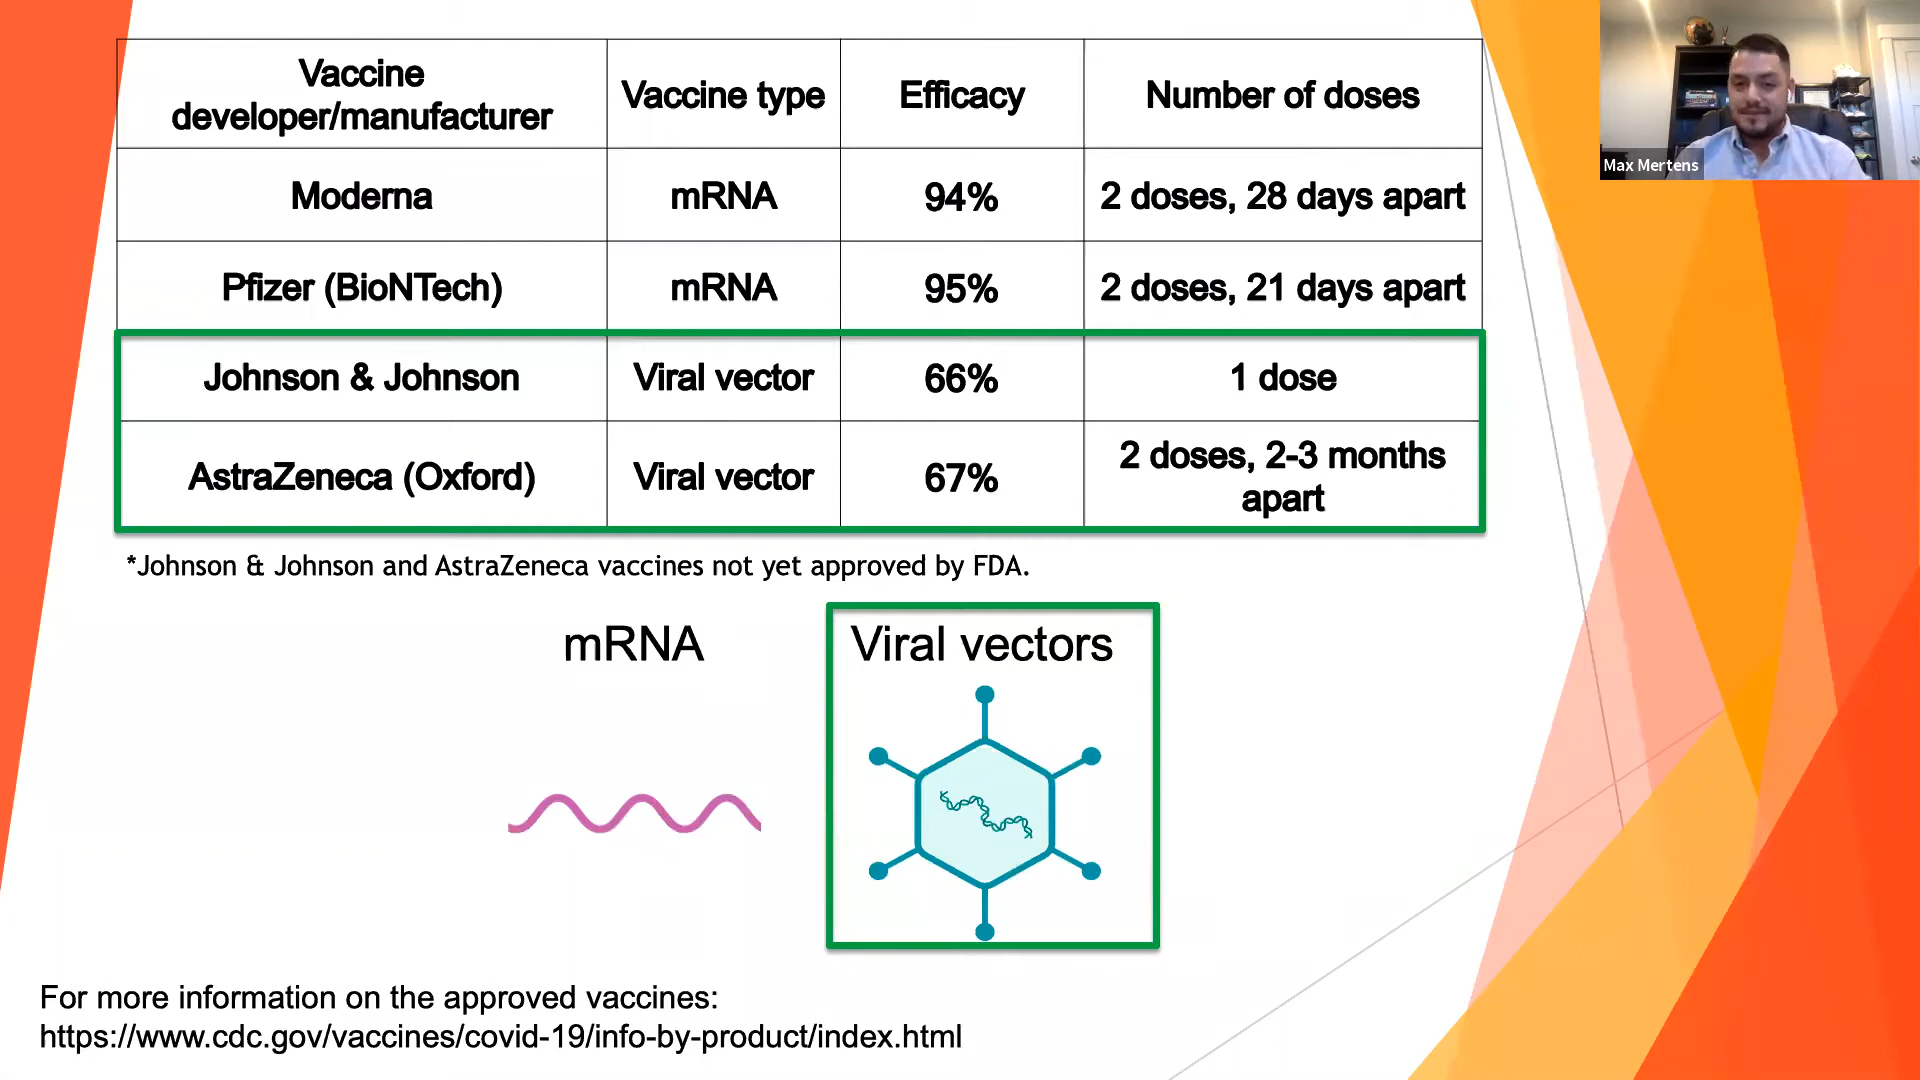 Vaccine
developer/manufacturer
Vaccine type
Efficacy
Number of doses
Moderna
mRNA
94%
2 doses, 28 days apart
Pfizer (BioNTech)
mRNA
95%
2 doses, 21 days apart
Johnson & Johnson
Viral vector
66%
1 dose
AstraZeneca (Oxford)
Viral vector
67%
2 doses, 2-3 months
apart
*Johnson & Johnson and AstraZeneca vaccines not yet approved by FDA.
mRNA
Viral vectors
For more information on the approved vaccines:
https://www.cdc.gov/vaccines/covid-19/info-by-product/index.html
Max Mertens